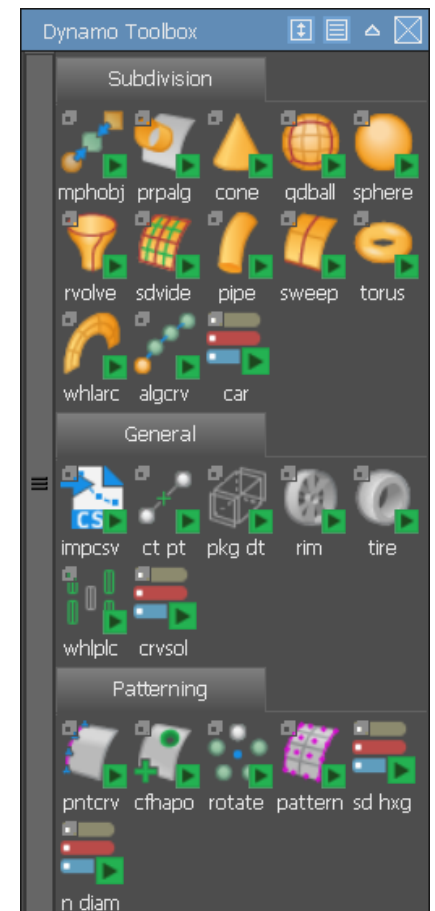 Dynamo Toolbox
Subdivision
mphobj prpalg cone qdball sphere
rvolve sdvide pipe sweep torus
whlarc algcrv car
General
CS
impcsv ct pt pkg dt rim tire
whlplc crvsol
Patterning
pntcrv cfhapo rotate pattern sd hxg
n diam